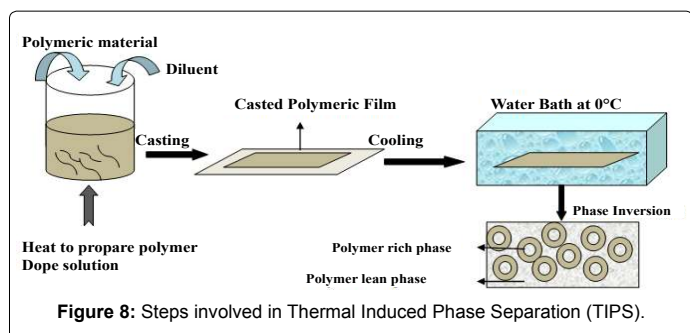 Polymeric material
Diluent
Casted Polymeric Film
Water Bath at 0°C
Casting
Cooling
Phase Inversion
Heat to propare polymer
Dope solution
Polymer rich phase
Polymer lean phase
Figure 8: Steps involved in Thermal Induced Phase Separation (TIPS).